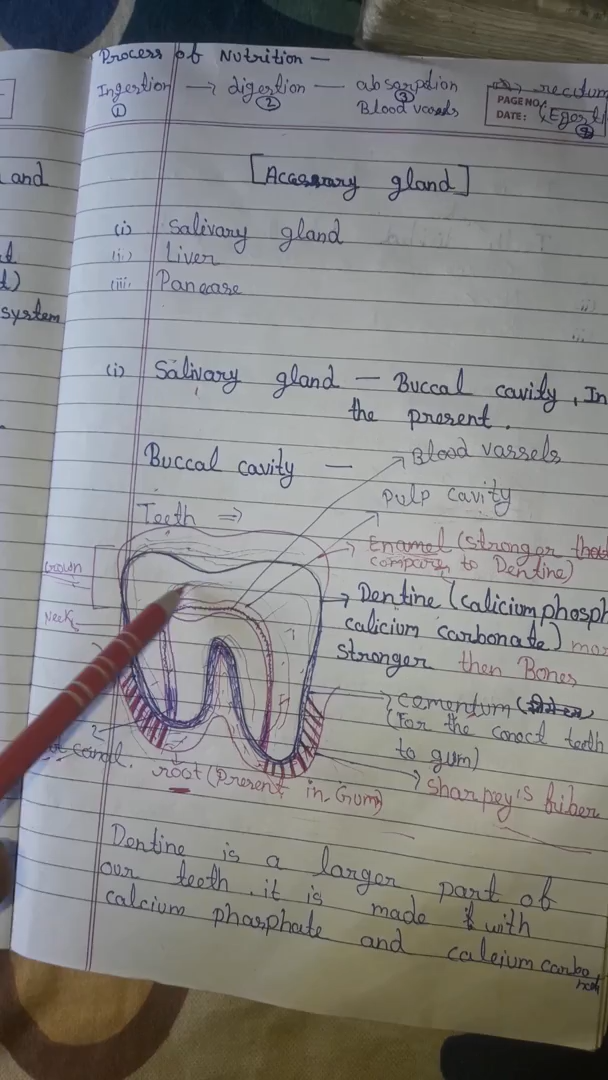 Process of Nutrition —
Ingestion → digestion — absorption rectum
① ② ③ Blood vessels
PAGE NO.
DATE:
and
[Accessary gland]
(i) Salivary gland
(ii) Liver
(iii) Pancare
system
(i) Salivary gland — Buccal cavity, In
the present.
Buccal cavity —
Blood vassels
Pulp cavity
Teeth ⇒
Enamel (Stronger
compare to Dentine)
Crown
Neck
→ Dentine (calicium phosph
calicium carbonate)
Stronger then Bones
→ cementum
(For the conact teeth
to gum)
canal.
root (Present in Gum)
→ Sharpey's fiber
Dentine is a larger part of
our teeth. it is made with
calcium phosphate and calcium carbo